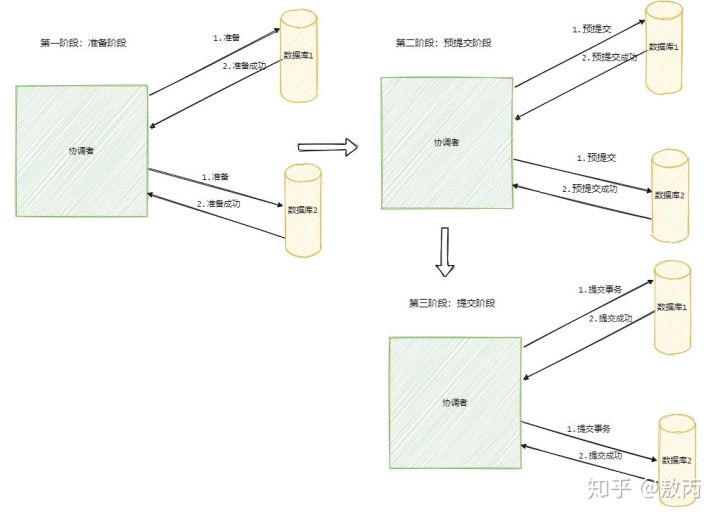 第一阶段: 准备阶段
1.准备
数据库1
2.准备成功
协调者
1.准备
2.准备成功
数据库2
第二阶段: 预提交阶段
1.预提交
数据库1
2.预提交成功
协调者
1.预提交
2.预提交成功
数据库2
第三阶段: 提交阶段
1.提交事务
数据库1
2.提交成功
协调者
1.提交事务
2.提交成功
数据库2
知乎 @敖丙